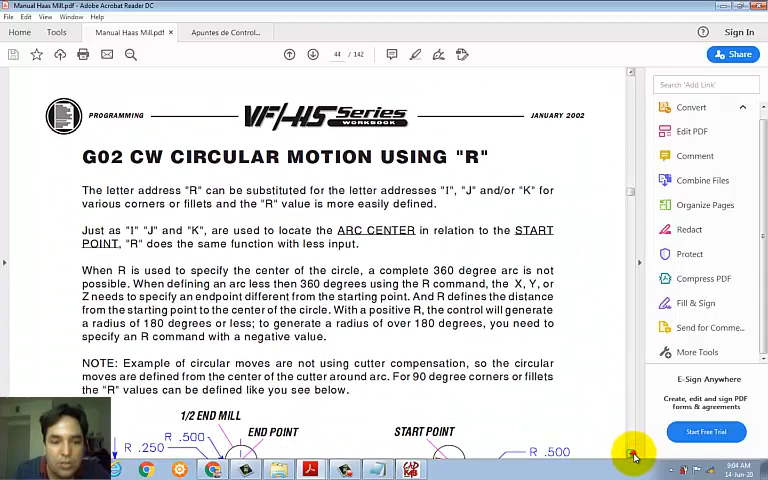 Manual Haas Mill.pdf - Adobe Acrobat Reader DC
File Edit View Window Help
Home Tools Manual Haas Mill.pdf × Apuntes de Control... Sign In
44 / 142 Share
PROGRAMMING VF/HS Series WORKBOOK JANUARY 2002
G02 CW CIRCULAR MOTION USING "R"
The letter address "R" can be substituted for the letter addresses "I", "J" and/or "K" for
various corners or fillets and the "R" value is more easily defined.
Just as "I" "J" and "K", are used to locate the ARC CENTER in relation to the START
POINT, "R" does the same function with less input.
When R is used to specify the center of the circle, a complete 360 degree arc is not
possible. When defining an arc less then 360 degrees using the R command, the X, Y, or
Z needs to specify an endpoint different from the starting point. And R defines the distance
from the starting point to the center of the circle. With a positive R, the control will generate
a radius of 180 degrees or less; to generate a radius of over 180 degrees, you need to
specify an R command with a negative value.
NOTE: Example of circular moves are not using cutter compensation, so the circular
moves are defined from the center of the cutter around arc. For 90 degree corners or fillets
the "R" values can be defined like you see below.
1/2 END MILL
R .500 END POINT START POINT
R .250 R .500
Search 'Add Link'
Convert
Edit PDF
Comment
Combine Files
Organize Pages
Redact
Protect
Compress PDF
Fill & Sign
Send for Comme...
More Tools
E-Sign Anywhere
Create, edit and sign PDF
forms & agreements
Start Free Trial
9:04 AM
14-Jun-20